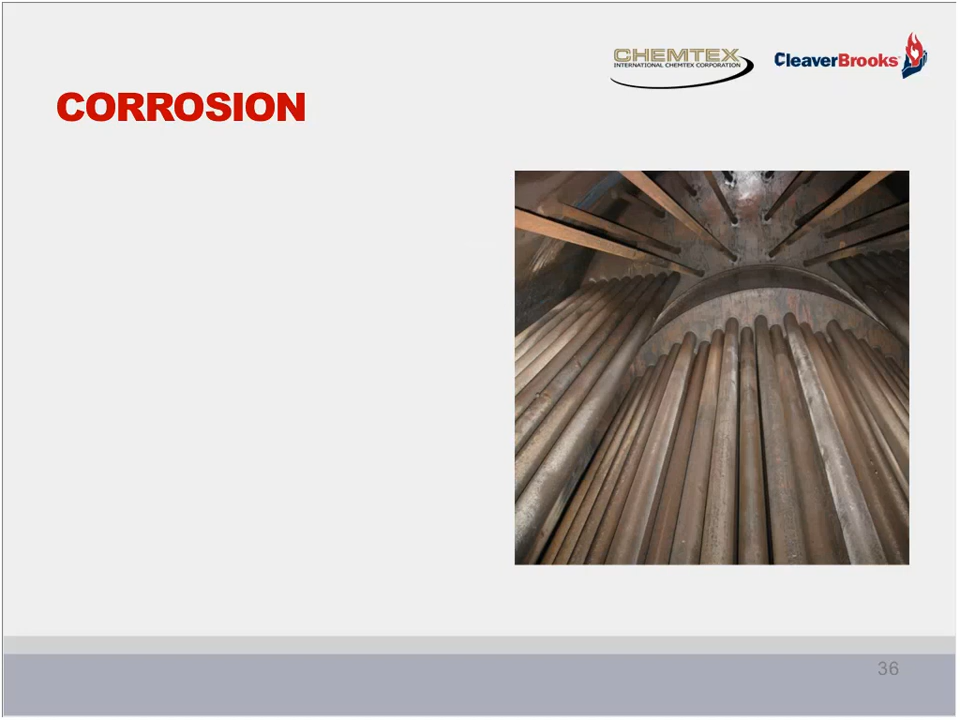 CHEMTEX
INTERNATIONAL CHEMTEX CORPORATION
CleaverBrooks
CORROSION
36